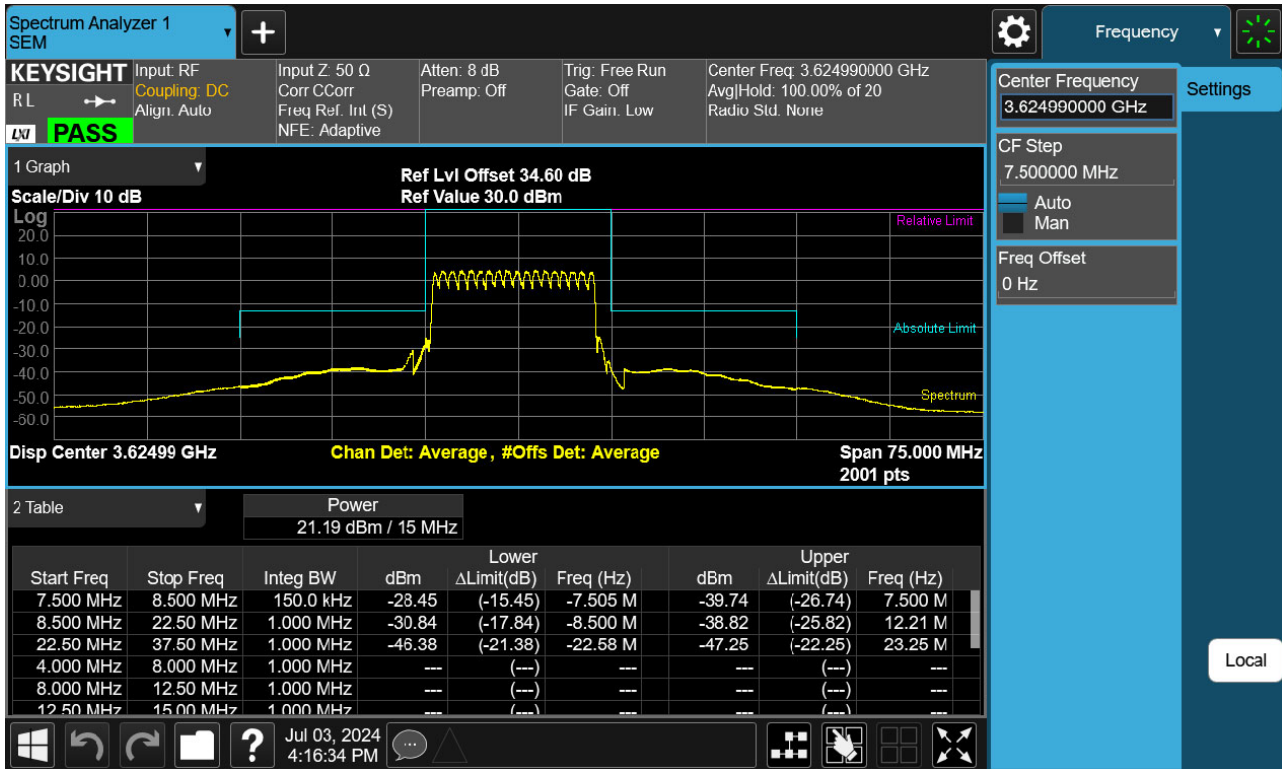 Spectrum Analyzer 1
SEM
+
Frequency
KEYSIGHT
R L
LXI
PASS
Input: RF
Coupling: DC
Align: Auto
Input Z: 50 Ω
Corr CCorr
Freq Ref: Int (S)
NFE: Adaptive
Atten: 8 dB
Preamp: Off
Trig: Free Run
Gate: Off
IF Gain: Low
Center Freq: 3.624990000 GHz
Avg|Hold: 100.00% of 20
Radio Std: None
Center Frequency
3.624990000 GHz
Settings
CF Step
7.500000 MHz
Auto
Man
Freq Offset
0 Hz
Local
1 Graph
Scale/Div 10 dB
Ref Lvl Offset 34.60 dB
Ref Value 30.0 dBm
Log
20.0
10.0
0.00
-10.0
-20.0
-30.0
-40.0
-50.0
-60.0
Relative Limit
Absolute Limit
Spectrum
Disp Center 3.62499 GHz
Chan Det: Average, #Offs Det: Average
Span 75.000 MHz
2001 pts
2 Table
Power
21.19 dBm / 15 MHz
Lower Upper
Start Freq Stop Freq Integ BW dBm ΔLimit(dB) Freq (Hz) dBm ΔLimit(dB) Freq (Hz)
7.500 MHz 8.500 MHz 150.0 kHz -28.45 (-15.45) -7.505 M -39.74 (-26.74) 7.500 M
8.500 MHz 22.50 MHz 1.000 MHz -30.84 (-17.84) -8.500 M -38.82 (-25.82) 12.21 M
22.50 MHz 37.50 MHz 1.000 MHz -46.38 (-21.38) -22.58 M -47.25 (-22.25) 23.25 M
4.000 MHz 8.000 MHz 1.000 MHz --- (---) --- --- (---) ---
8.000 MHz 12.50 MHz 1.000 MHz --- (---) --- --- (---) ---
12.50 MHz 15.00 MHz 1.000 MHz --- (---) --- --- (---) ---
?
Jul 03, 2024
4:16:34 PM